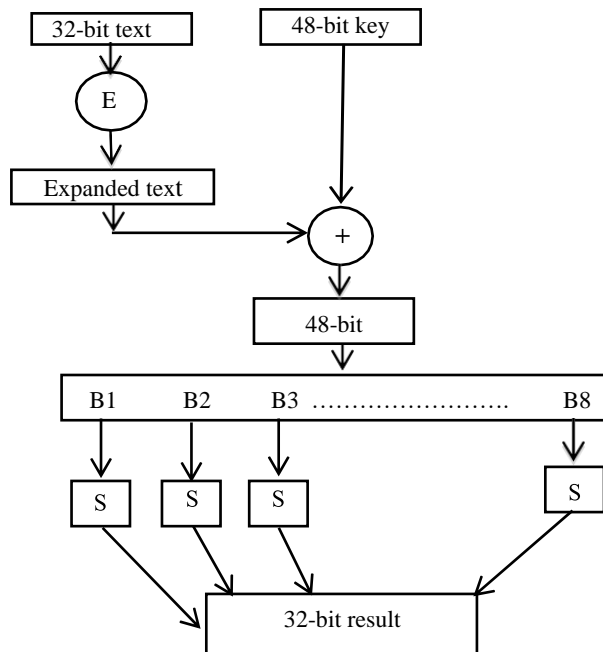 32-bit text
48-bit key
E
Expanded text
+
48-bit
B1 B2 B3 ............................ B8
S S S S
32-bit result